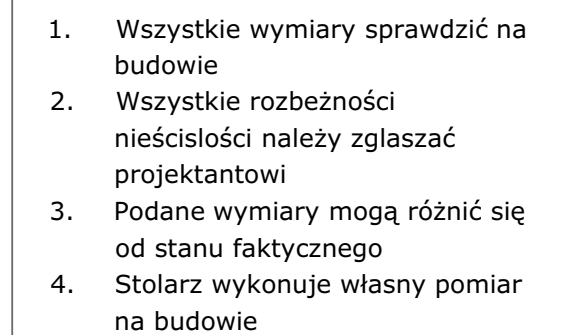 1. Wszystkie wymiary sprawdzić na
budowie
2. Wszystkie rozbeżności
nieścislości należy zglaszać
projektantowi
3. Podane wymiary mogą różnić się
od stanu faktycznego
4. Stolarz wykonuje własny pomiar
na budowie